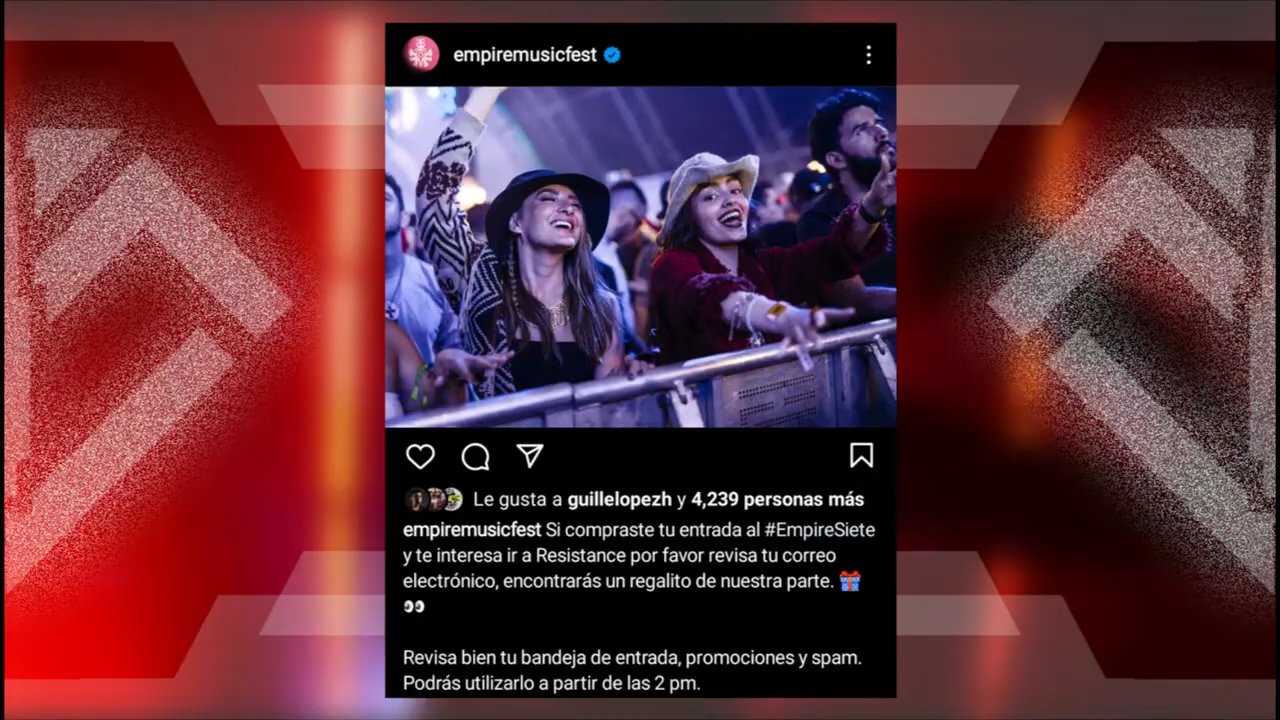 empiremusicfest
Le gusta a guillelopezh y 4,239 personas más
empiremusicfest Si compraste tu entrada al #EmpireSiete
y te interesa ir a Resistance por favor revisa tu correo
electrónico, encontrarás un regalito de nuestra parte. 🎁
👀
Revisa bien tu bandeja de entrada, promociones y spam.
Podrás utilizarlo a partir de las 2 pm.